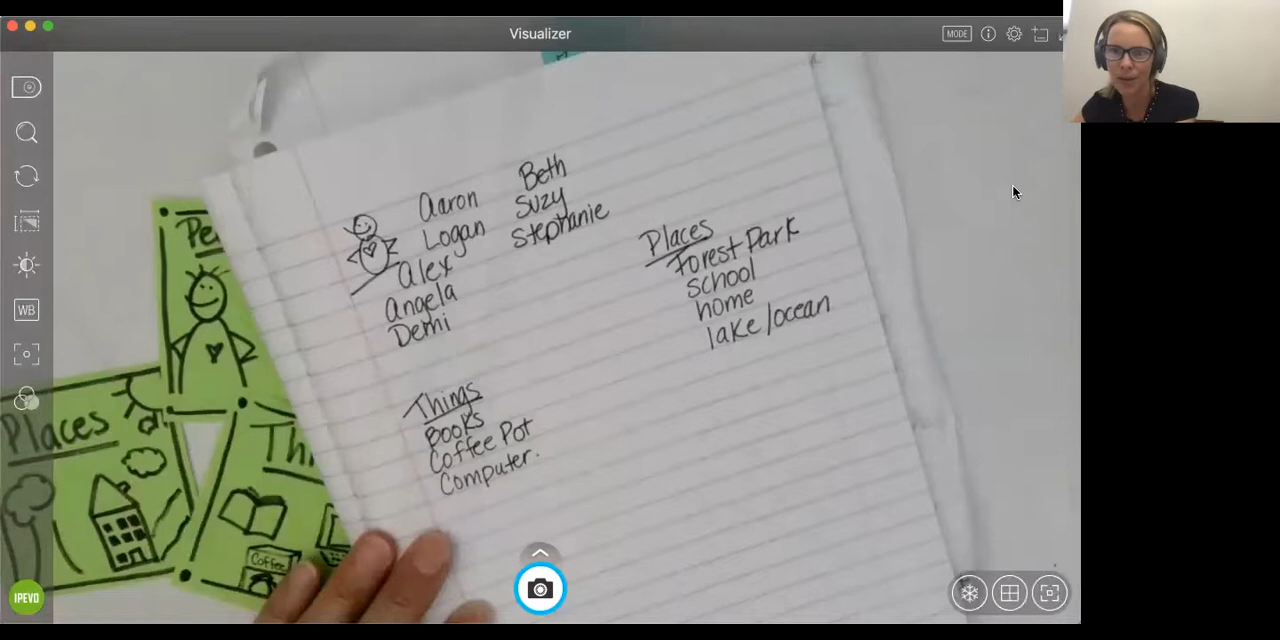 Visualizer
MODE
WB
IPEVO
Aaron
Logan
Alex
Angela
Demi
Beth
Suzy
Stephanie
Places
Forest Park
school
home
lake/ocean
Things
Books
Coffee Pot
Computer.
Places
Coffee